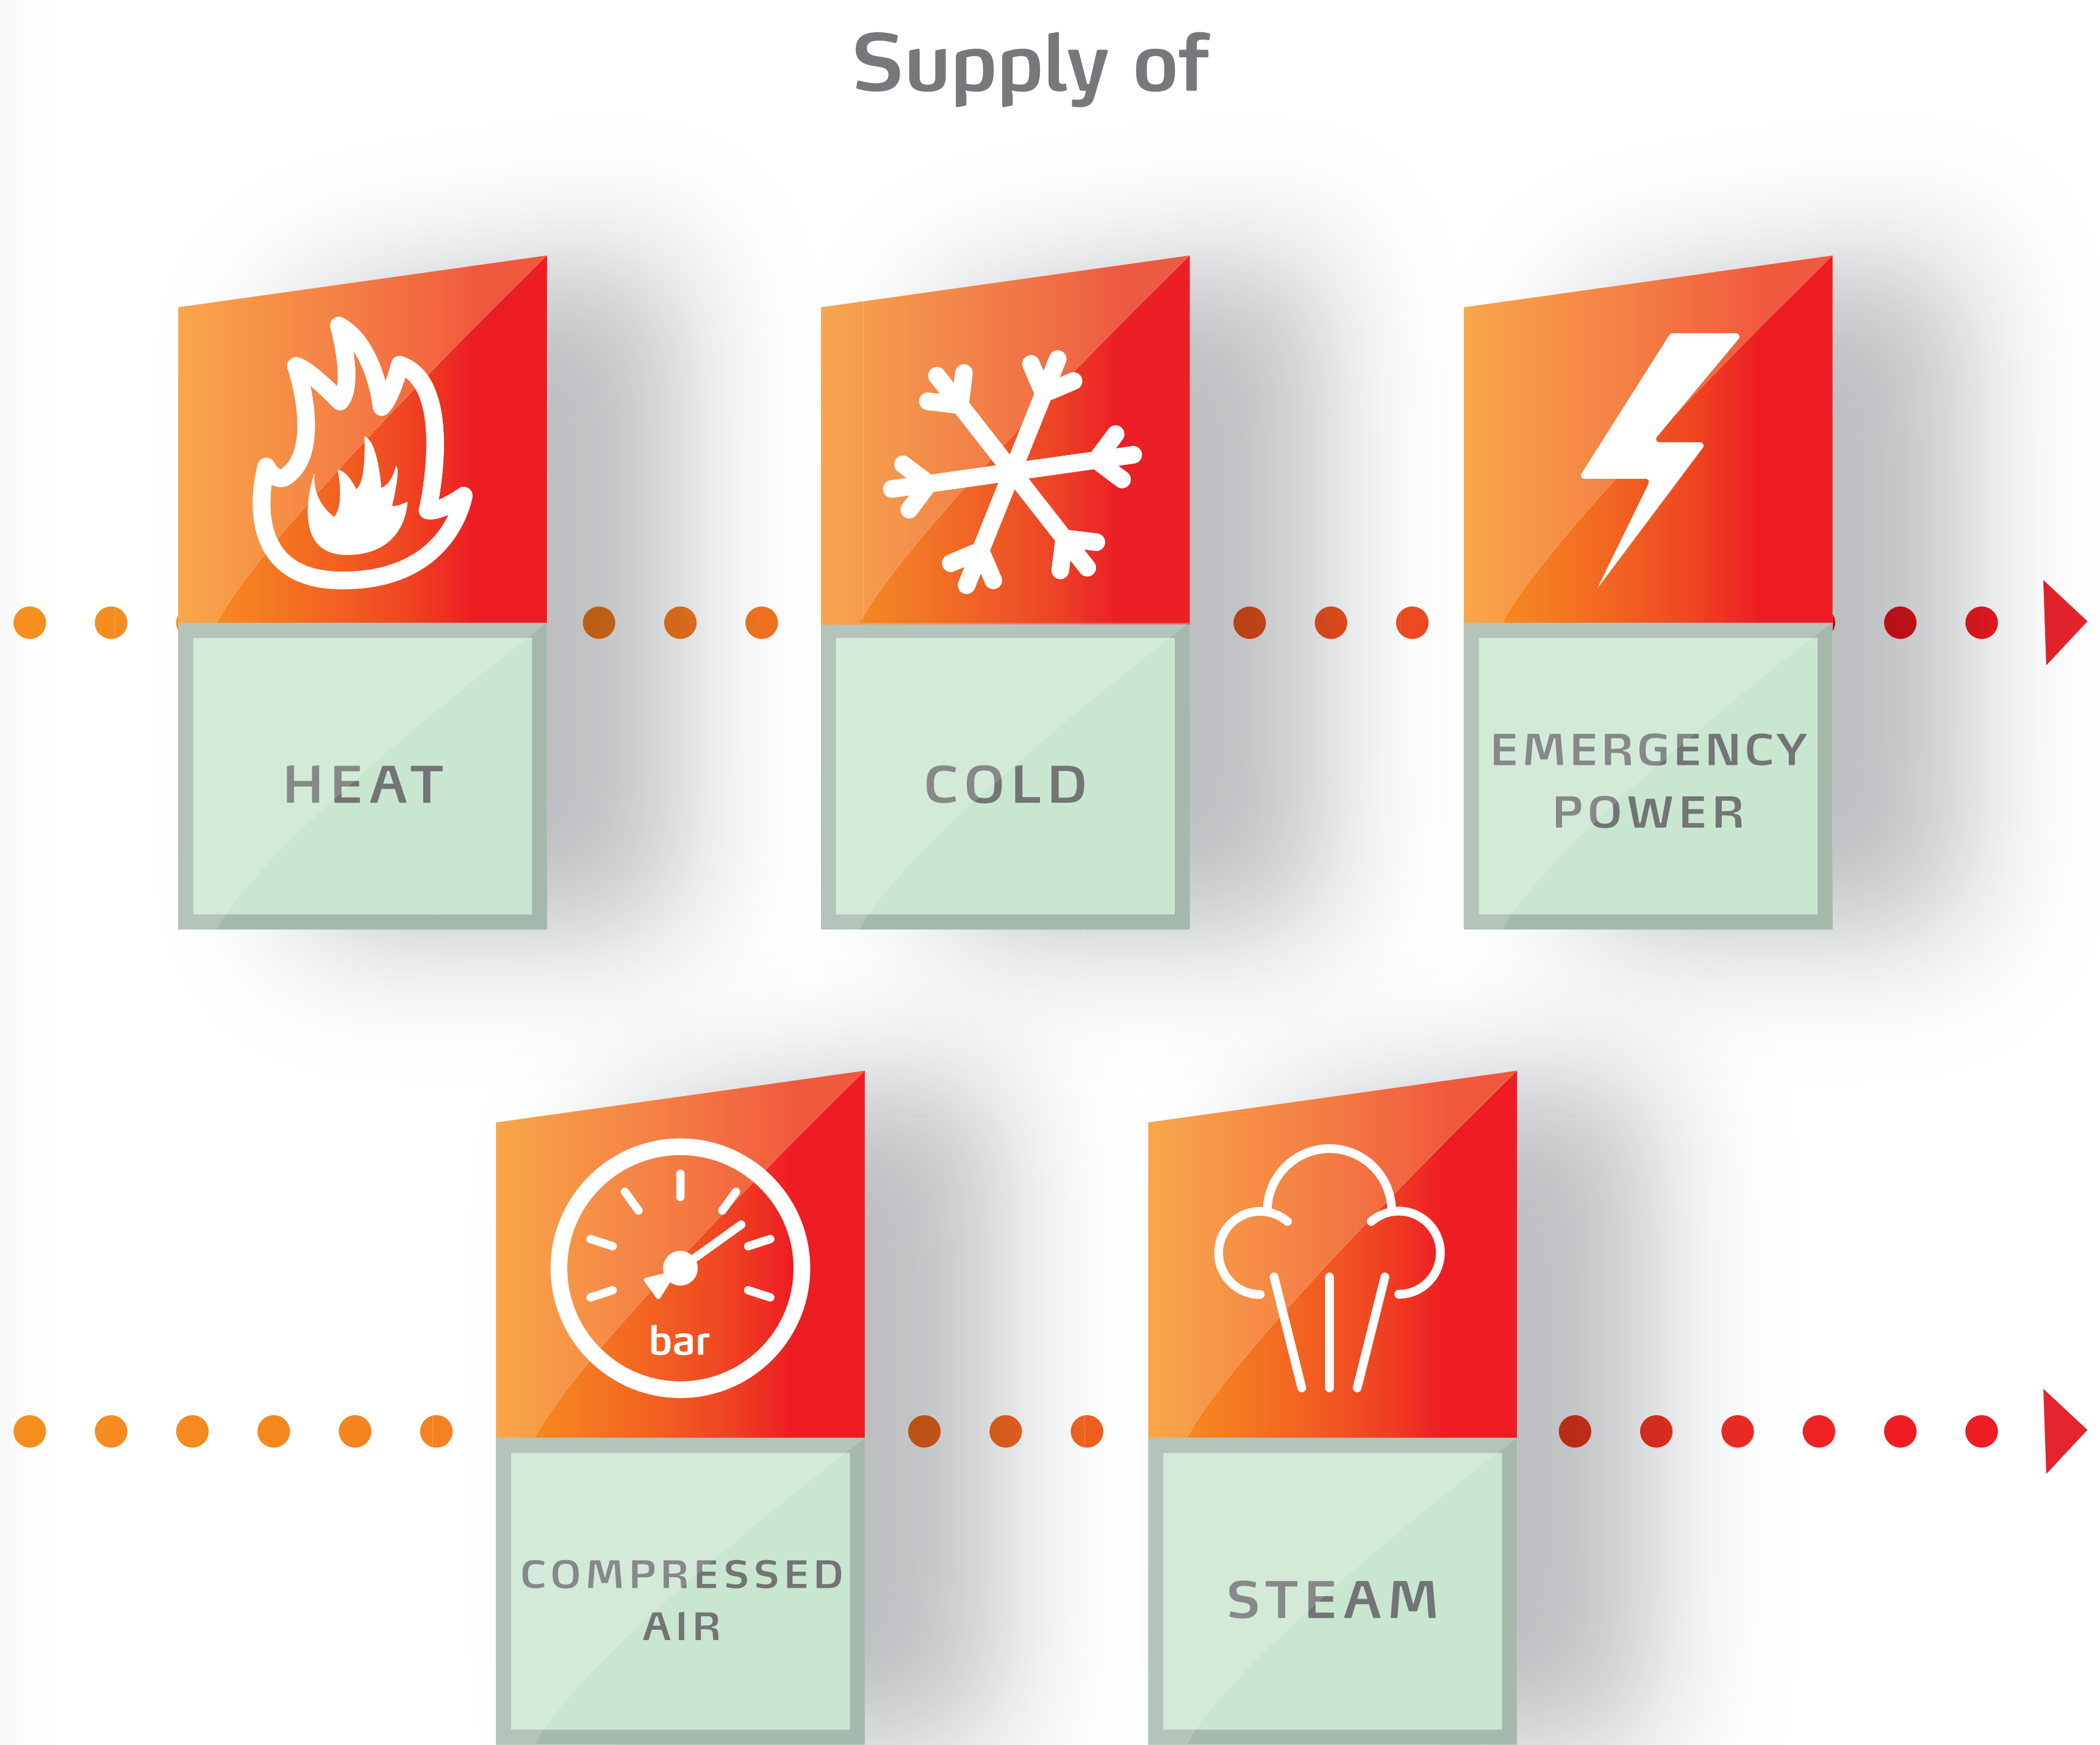 Supply of
HEAT
COLD
EMERGENCY
POWER
bar
COMPRESSED
AIR
STEAM